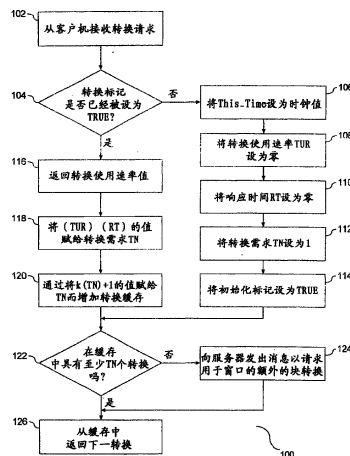 102
从客户机接收转换请求
104
转换标记
是否已经被设为
TRUE?
否
是
106
将This_Time设为时钟值
108
将转换使用速率TUR
设为零
110
将响应时间RT设为零
112
将转换需求TN设为1
114
将初始化标记设为TRUE
116
返回转换使用速率值
118
将（TUR）（RT）的值
赋给转换需求TN
120
通过将k(TN)+1的值赋给
TN而增加转换缓存
122
在缓存
中具有至少TN个转换
吗?
否
是
124
向服务器发出消息以请求
用于窗口的额外的块转换
126
从缓存中
返回下一转换
100